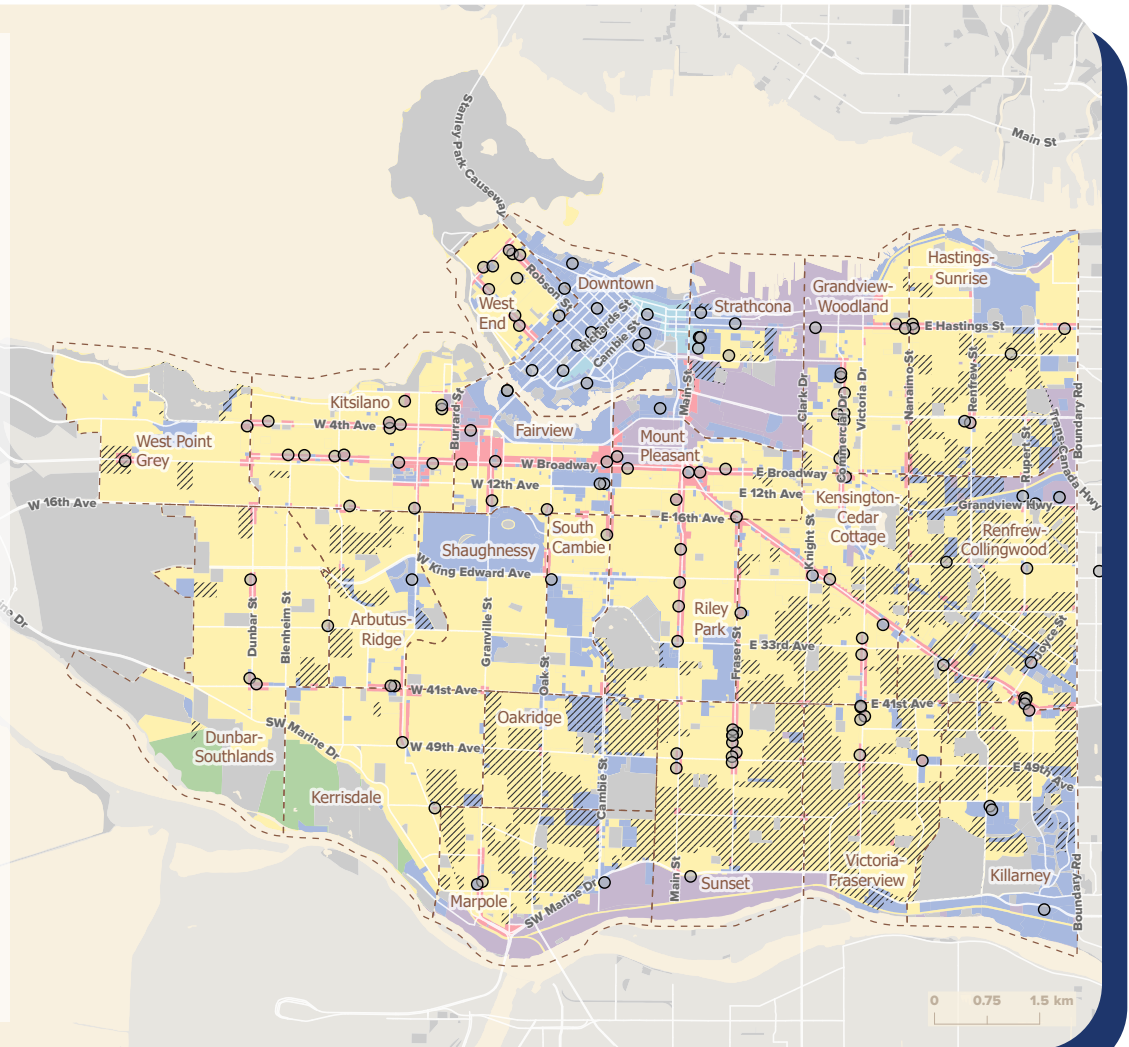 Main St
Stanley Park Causeway
Hastings-
Sunrise
Downtown
Grandview-
Woodland
Robson St
West
End
Richards St
Strathcona
Cambie St
E Hastings St
Main St
Clark Dr
Victoria Dr
Nanaimo St
Renfrew St
Boundary Rd
Commercial Dr
Kitsilano
Burrard St
W 4th Ave
Fairview
West Point
Grey
Mount
Pleasant
Rupert St
Trans-Canada Hwy
W Broadway
E Broadway
W 12th Ave
E 12th Ave
W 16th Ave
Kensington-
Cedar
Cottage
Grandview Hwy
E 16th Ave
South
Cambie
Knight St
Renfrew-
Collingwood
Shaughnessy
W King Edward Ave
Dunbar St
Blenheim St
Arbutus-
Ridge
Granville St
Riley
Park
Joyce St
Fraser St
E 33rd Ave
Oak St
W 41st Ave
Oakridge
E 41st Ave
SW Marine Dr
Dunbar-
Southlands
W 49th Ave
Cambie St
E 49th Ave
Kerrisdale
Main St
Sunset
Victoria-
Fraserview
Killarney
Boundary Rd
Marpole
SW Marine Dr
0 0.75 1.5 km